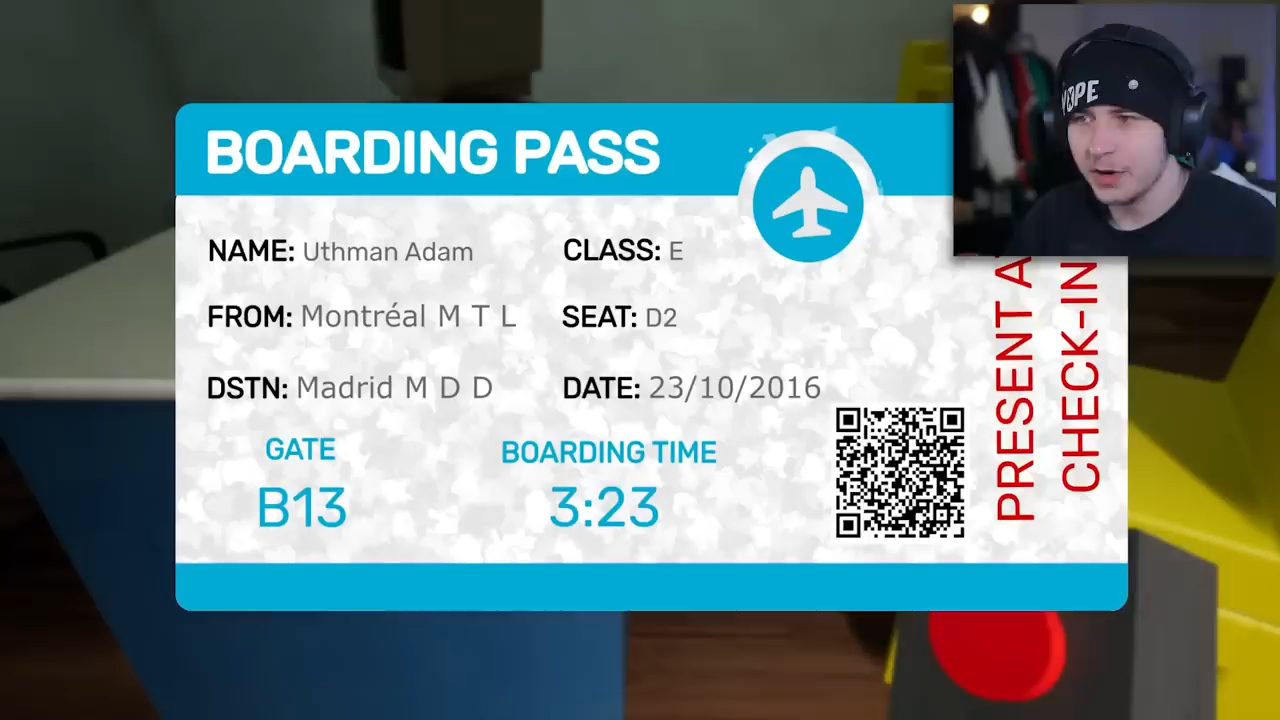 BOARDING PASS
NAME: Uthman Adam
CLASS: E
FROM: Montréal M T L
SEAT: D2
DSTN: Madrid M D D
DATE: 23/10/2016
GATE
BOARDING TIME
B13
3:23
PRESENT
CHECK-IN